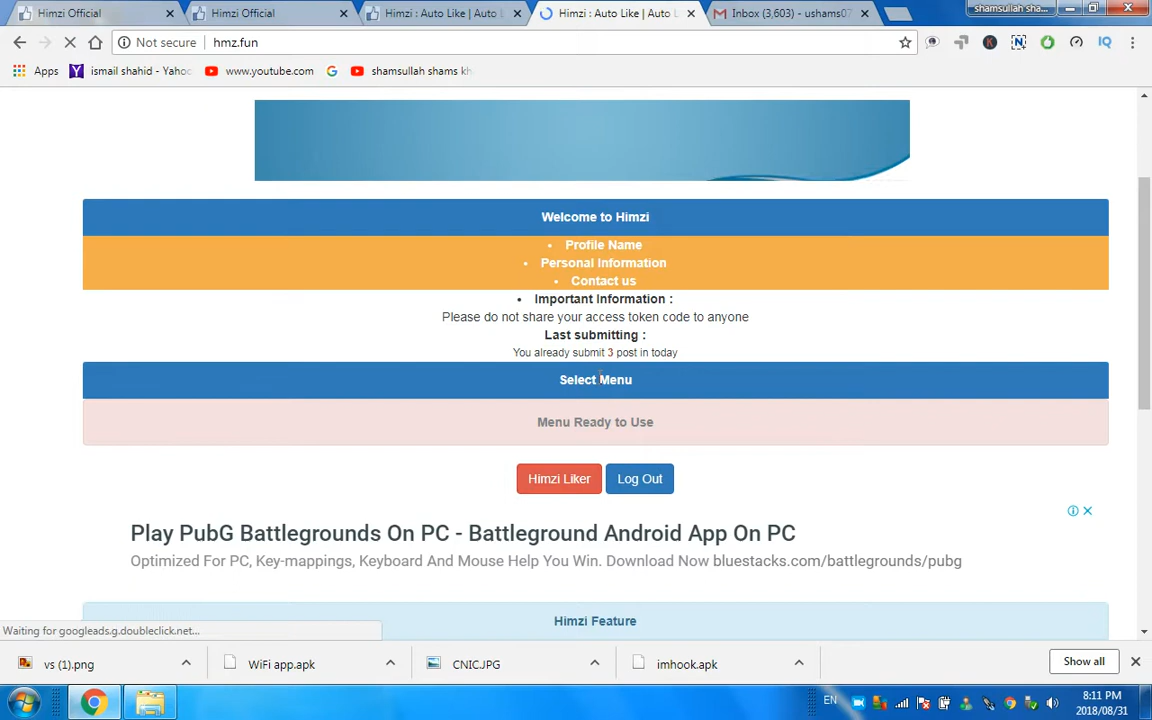 Himzi Official
Himzi Official
Himzi : Auto Like | Auto L
Himzi : Auto Like | Auto L
Inbox (3,603) - ushams07
shamsullah sha...
Not secure
hmz.fun
Apps
ismail shahid - Yahoo
www.youtube.com
shamsullah shams kh
Welcome to Himzi
• Profile Name
• Personal Information
• Contact us
• Important Information :
Please do not share your access token code to anyone
Last submitting :
You already submit 3 post in today
Select Menu
Menu Ready to Use
Himzi Liker
Log Out
Play PubG Battlegrounds On PC - Battleground Android App On PC
Optimized For PC, Key-mappings, Keyboard And Mouse Help You Win. Download Now bluestacks.com/battlegrounds/pubg
Himzi Feature
Waiting for googleads.g.doubleclick.net...
vs (1).png
WiFi app.apk
CNIC.JPG
imhook.apk
Show all
EN
8:11 PM
2018/08/31